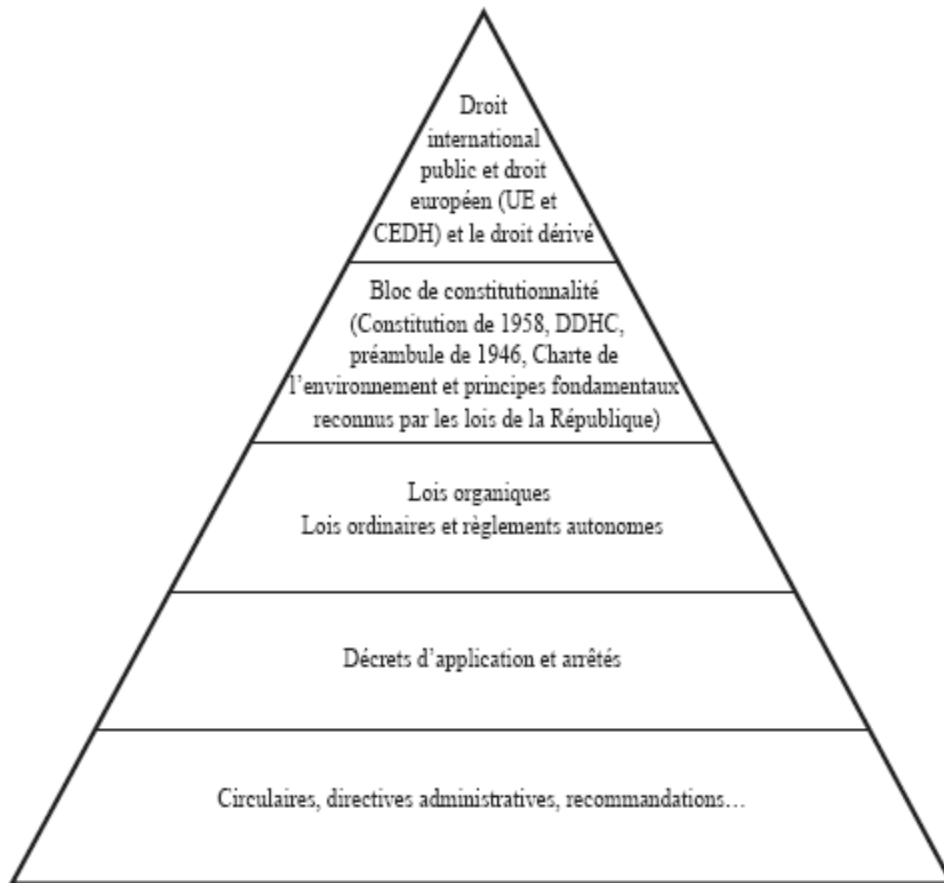 Droit
international
public et droit
européen (UE et
CEDH) et le droit dérivé
Bloc de constitutionnalité
(Constitution de 1958, DDHC,
préambule de 1946, Charte de
l’environnement et principes fondamentaux
reconnus par les lois de la République)
Lois organiques
Lois ordinaires et règlements autonomes
Décrets d’application et arrêtés
Circulaires, directives administratives, recommandations…